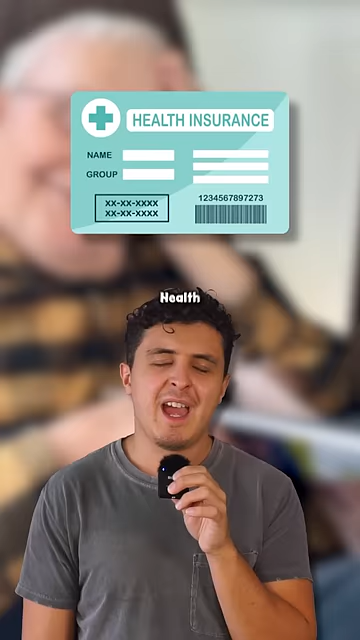 HEALTH INSURANCE
NAME
GROUP
XX-XX-XXXX
XX-XX-XXXX
1234567897273
Health